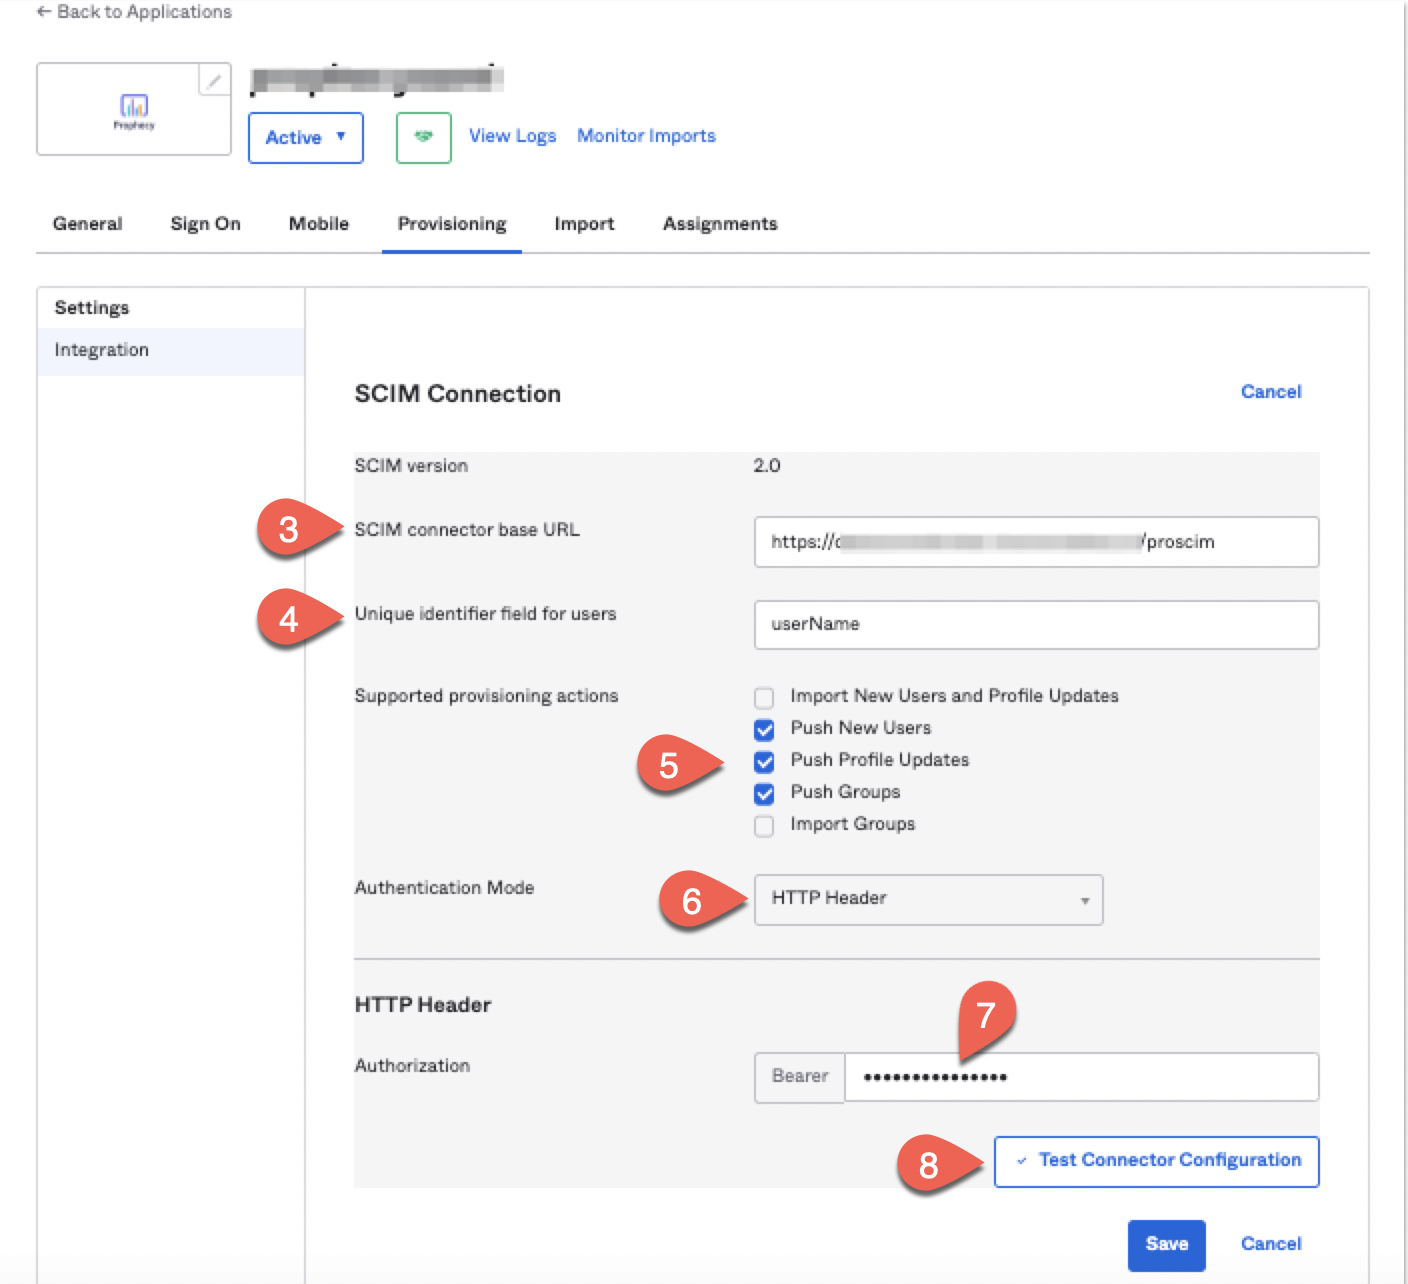 ← Back to Applications
Prophecy
Active ▼
View Logs
Monitor Imports
General
Sign On
Mobile
Provisioning
Import
Assignments
Settings
Integration
SCIM Connection
Cancel
SCIM version
2.0
3
SCIM connector base URL
https:// /proscim
4
Unique identifier field for users
userName
Supported provisioning actions
Import New Users and Profile Updates
Push New Users
5
Push Profile Updates
Push Groups
Import Groups
Authentication Mode
6
HTTP Header
HTTP Header
7
Authorization
Bearer
•••••••••••••••
8
Test Connector Configuration
Save
Cancel